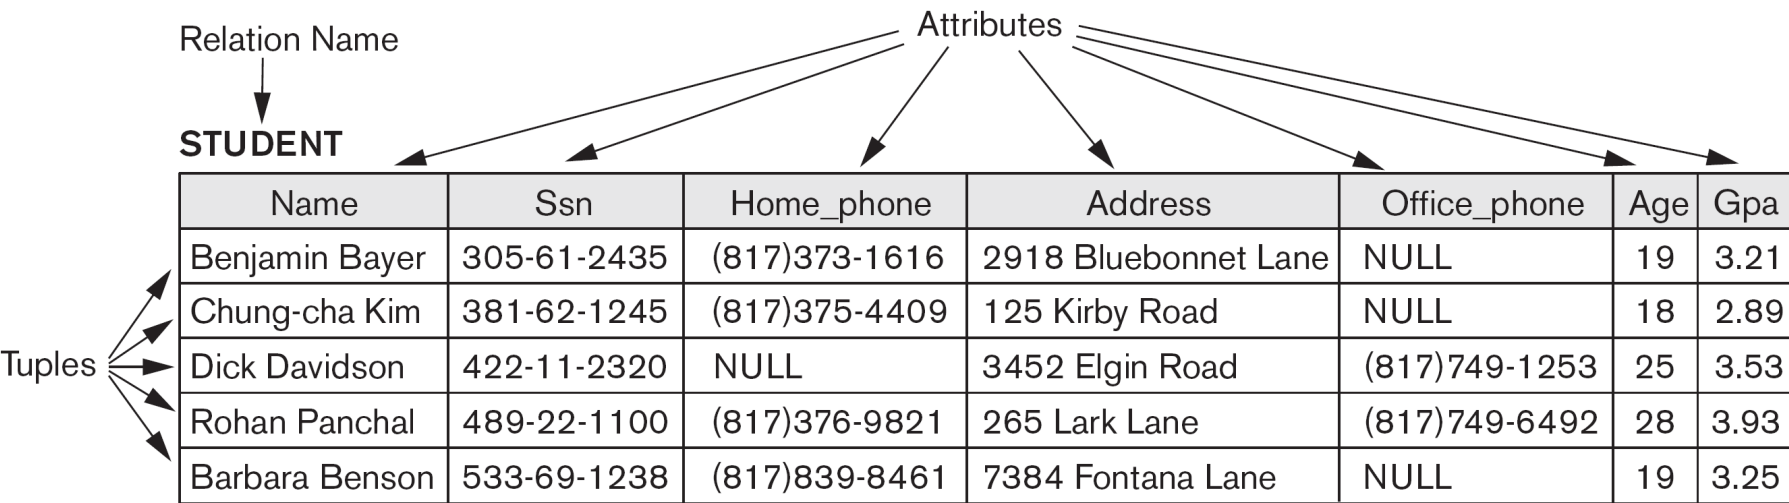 Attributes
Relation Name
STUDENT
Name Ssn Home_phone Address Office_phone Age Gpa
Benjamin Bayer 305-61-2435 (817)373-1616 2918 Bluebonnet Lane NULL 19 3.21
Chung-cha Kim 381-62-1245 (817)375-4409 125 Kirby Road NULL 18 2.89
Tuples Dick Davidson 422-11-2320 NULL 3452 Elgin Road (817)749-1253 25 3.53
Rohan Panchal 489-22-1100 (817)376-9821 265 Lark Lane (817)749-6492 28 3.93
Barbara Benson 533-69-1238 (817)839-8461 7384 Fontana Lane NULL 19 3.25